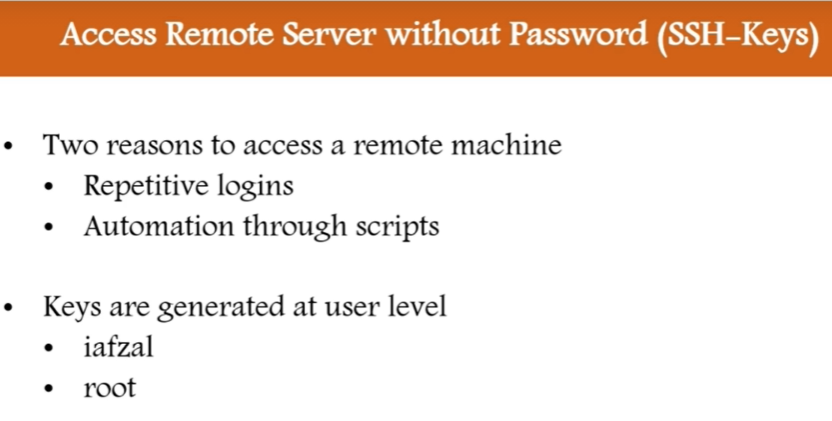 Access Remote Server without Password (SSH-Keys)
• Two reasons to access a remote machine
• Repetitive logins
• Automation through scripts
• Keys are generated at user level
• iafzal
• root